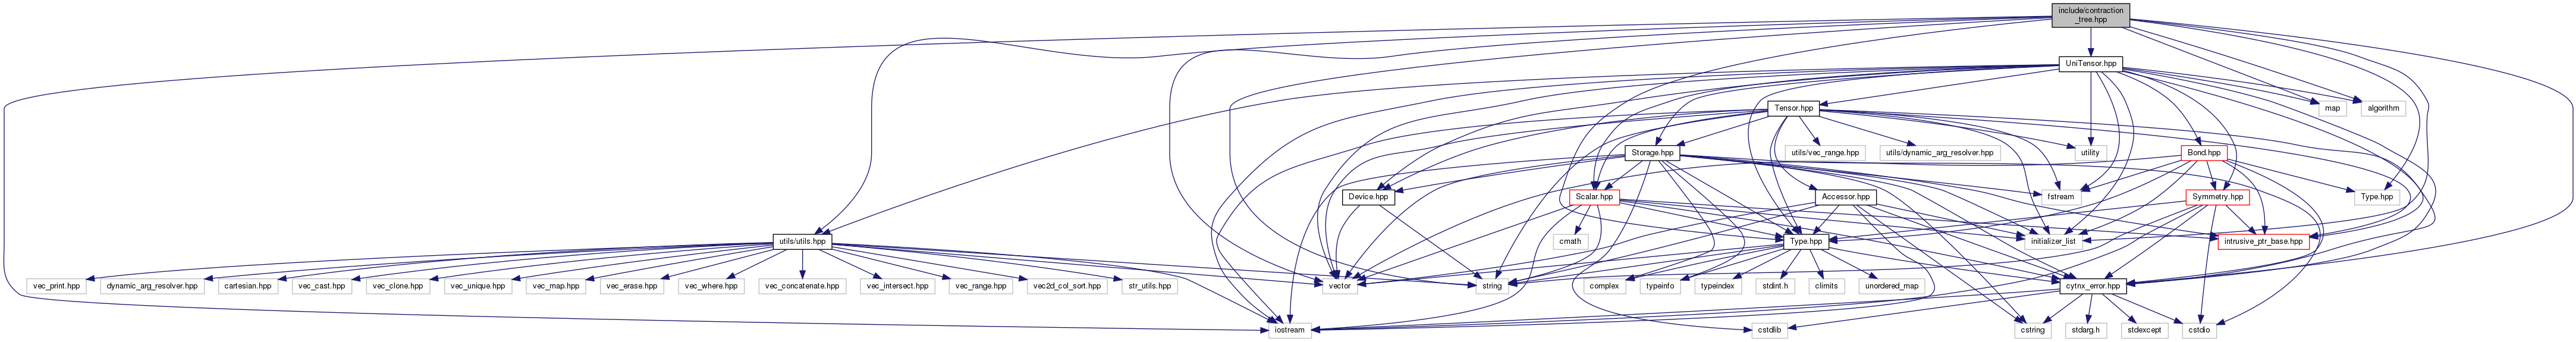 include/contraction
_tree.hpp
UniTensor.hpp
Tensor.hpp
map
algorithm
Storage.hpp
utils/vec_range.hpp
utils/dynamic_arg_resolver.hpp
utility
Bond.hpp
Device.hpp
Scalar.hpp
Accessor.hpp
fstream
Symmetry.hpp
Type.hpp
utils/utils.hpp
cmath
Type.hpp
initializer_list
intrusive_ptr_base.hpp
vec_print.hpp
dynamic_arg_resolver.hpp
cartesian.hpp
vec_cast.hpp
vec_clone.hpp
vec_unique.hpp
vec_map.hpp
vec_erase.hpp
vec_where.hpp
vec_concatenate.hpp
vec_intersect.hpp
vec_range.hpp
vec2d_col_sort.hpp
str_utils.hpp
vector
string
complex
typeinfo
typeindex
stdint.h
climits
unordered_map
cytnx_error.hpp
iostream
cstdlib
cstring
stdarg.h
stdexcept
cstdio